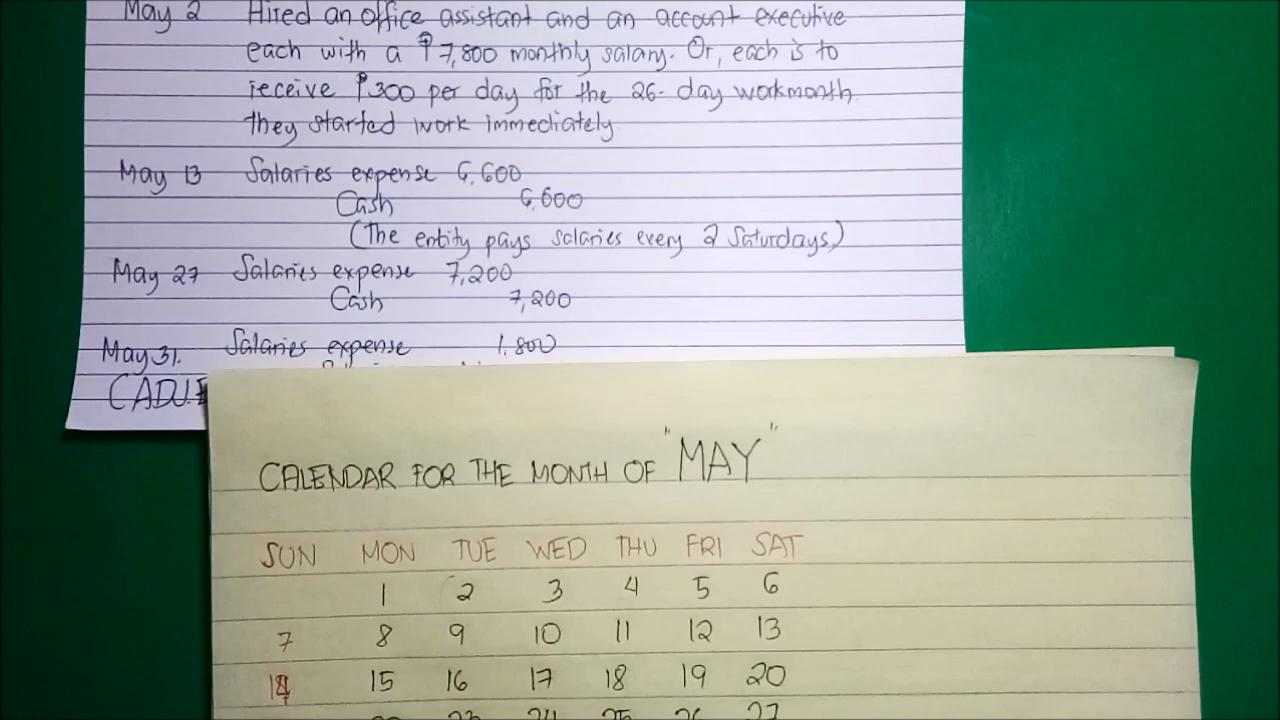 May 2 Hired an office assistant and an account executive
each with a ₱7,800 monthly salary. Or, each is to
receive ₱300 per day for the 26-day workmonth.
They started work immediately
May 13 Salaries expense 6,600
Cash 6,600
(The entity pays salaries every 2 Saturdays.)
May 27 Salaries expense 7,200
Cash 7,200
May 31. Salaries expense 1,800
CALENDAR FOR THE MONTH OF "MAY"
SUN MON TUE WED THU FRI SAT
1 2 3 4 5 6
7 8 9 10 11 12 13
14 15 16 17 18 19 20
23 24 25 26 27